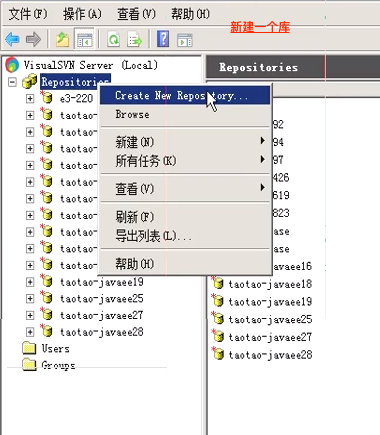 文件(F) 操作(A) 查看(V) 帮助(H)
新建一个库
VisualSVN Server (Local)
Repositories
e3-220
taotao-
taotao-
taotao-
taotao-
taotao-
taotao-
taotao-
taotao-
taotao-
taotao-
taotao-javaee19
taotao-javaee25
taotao-javaee27
taotao-javaee28
Users
Groups
Create New Repository...
Browse
新建(N)
所有任务(K)
查看(V)
刷新(F)
导出列表(L)...
帮助(H)
Repositories
92
94
97
426
619
823
ase
ase
taotao-javaee16
taotao-javaee18
taotao-javaee19
taotao-javaee25
taotao-javaee27
taotao-javaee28